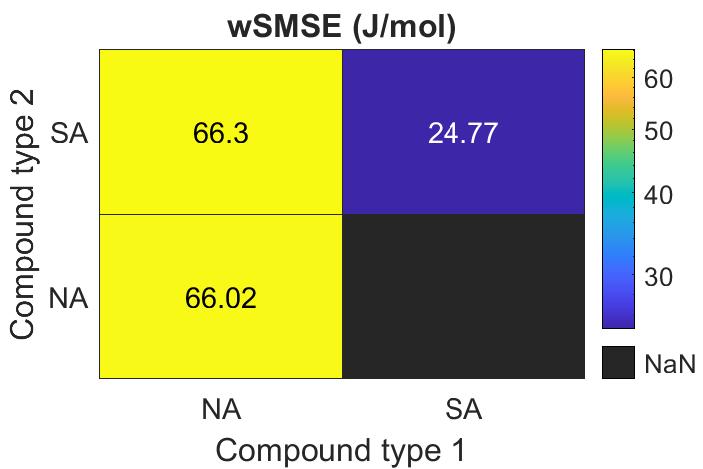 wSMSE (J/mol)
Compound type 2
SA
NA
66.3
24.77
66.02
NA
SA
Compound type 1
60
50
40
30
NaN